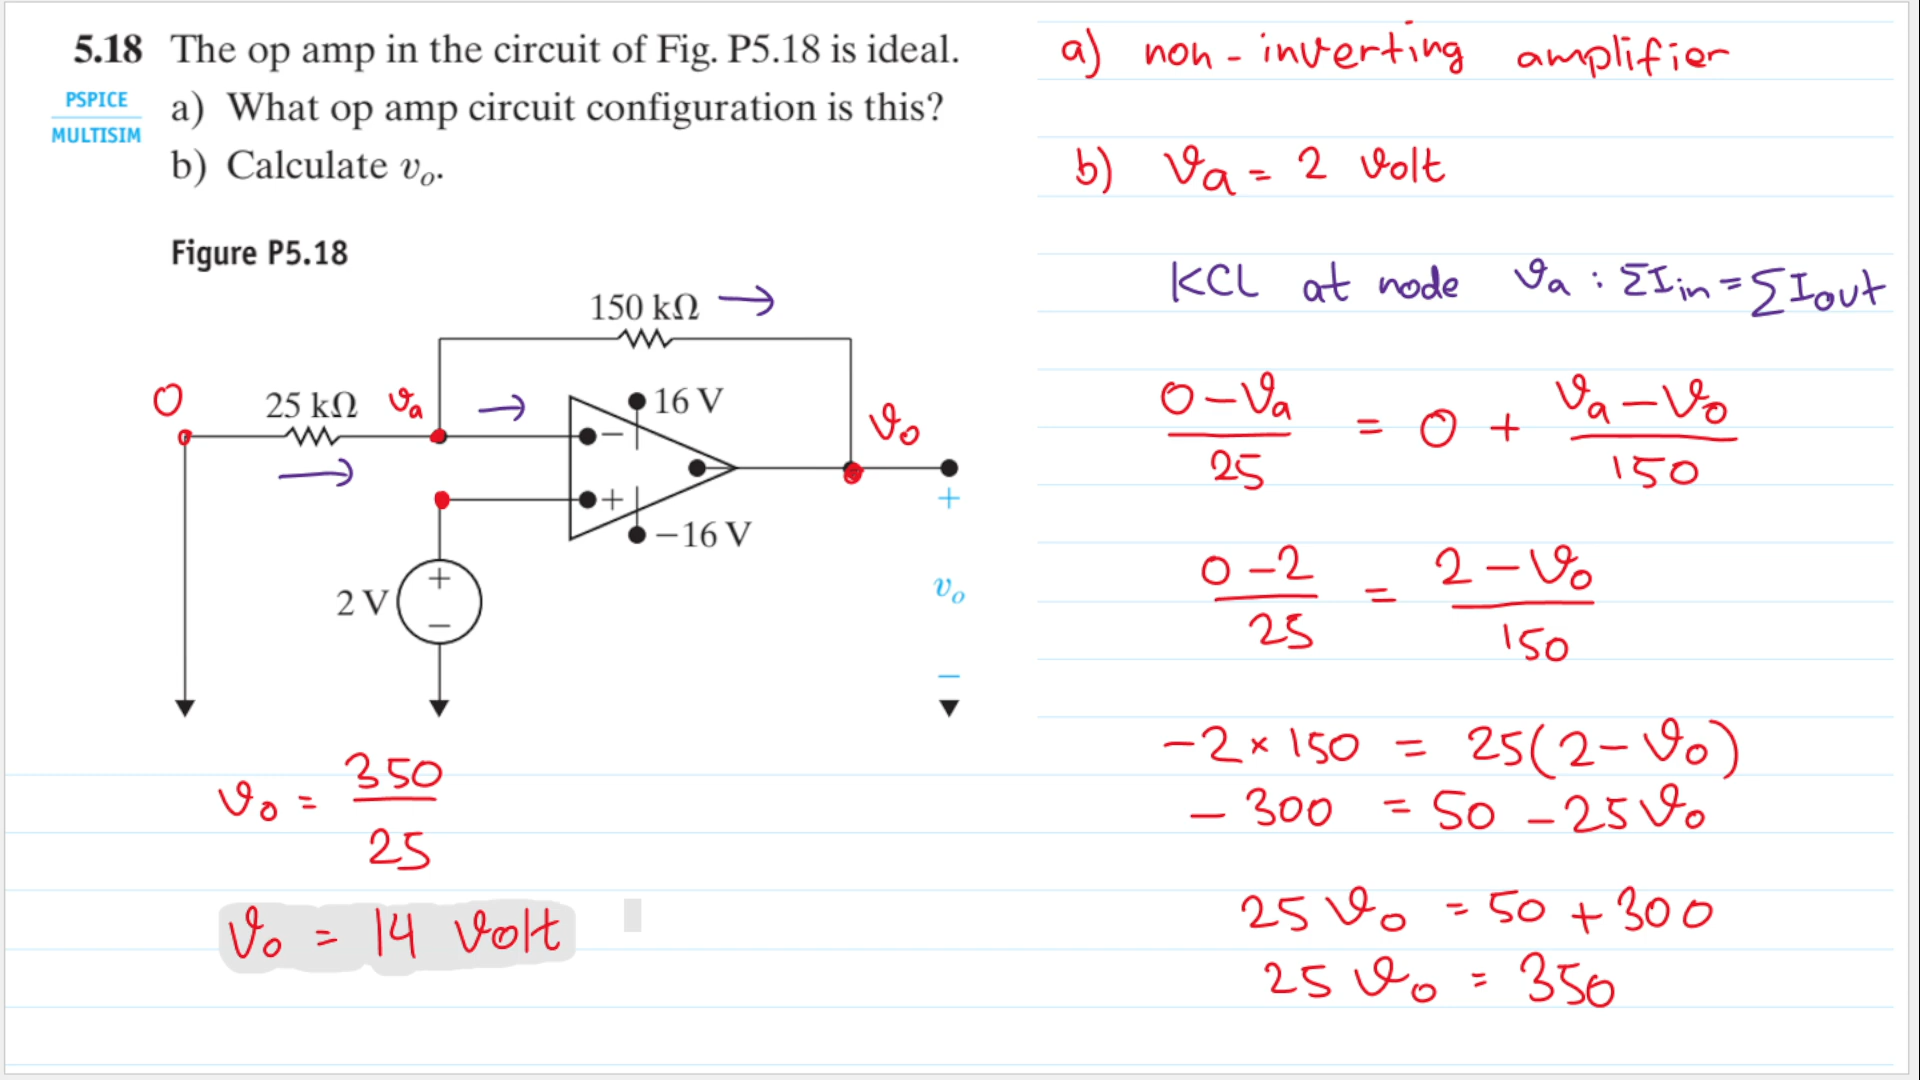 5.18 The op amp in the circuit of Fig. P5.18 is ideal.
PSPICE
MULTISIM
a) What op amp circuit configuration is this?
b) Calculate vo.
Figure P5.18
150 kΩ
0
25 kΩ
va
16 V
−
+
−16 V
vo
+
vo
−
2 V
+
−
vo = 350/25
vo = 14 volt
a) non-inverting amplifier
b) va = 2 volt
KCL at node va : ΣIin = ΣIout
(0 − va)/25 = 0 + (va − vo)/150
(0 − 2)/25 = (2 − vo)/150
−2 × 150 = 25(2 − vo)
− 300 = 50 − 25 vo
25 vo = 50 + 300
25 vo = 350